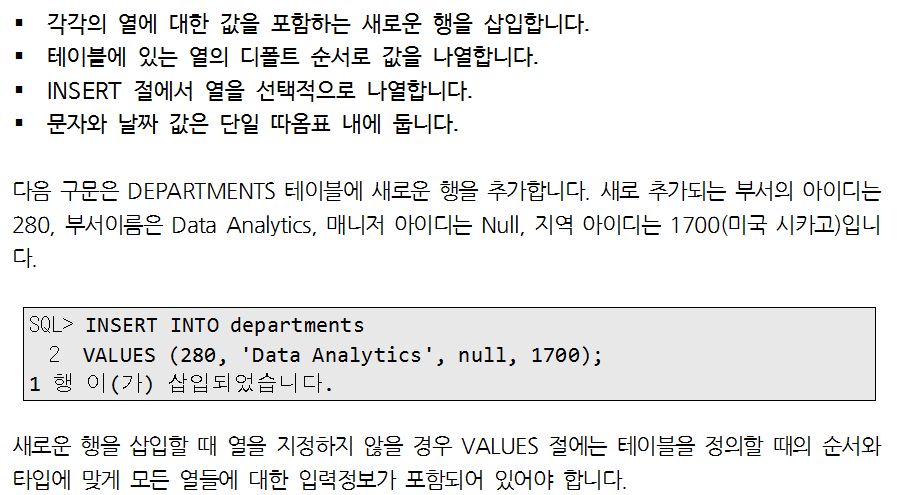 ▪ 각각의 열에 대한 값을 포함하는 새로운 행을 삽입합니다.
▪ 테이블에 있는 열의 디폴트 순서로 값을 나열합니다.
▪ INSERT 절에서 열을 선택적으로 나열합니다.
▪ 문자와 날짜 값은 단일 따옴표 내에 둡니다.
다음 구문은 DEPARTMENTS 테이블에 새로운 행을 추가합니다. 새로 추가되는 부서의 아이디는
280, 부서이름은 Data Analytics, 매니저 아이디는 Null, 지역 아이디는 1700(미국 시카고)입니
다.
SQL> INSERT INTO departments
2 VALUES (280, 'Data Analytics', null, 1700);
1 행 이(가) 삽입되었습니다.
새로운 행을 삽입할 때 열을 지정하지 않을 경우 VALUES 절에는 테이블을 정의할 때의 순서와
타입에 맞게 모든 열들에 대한 입력정보가 포함되어 있어야 합니다.